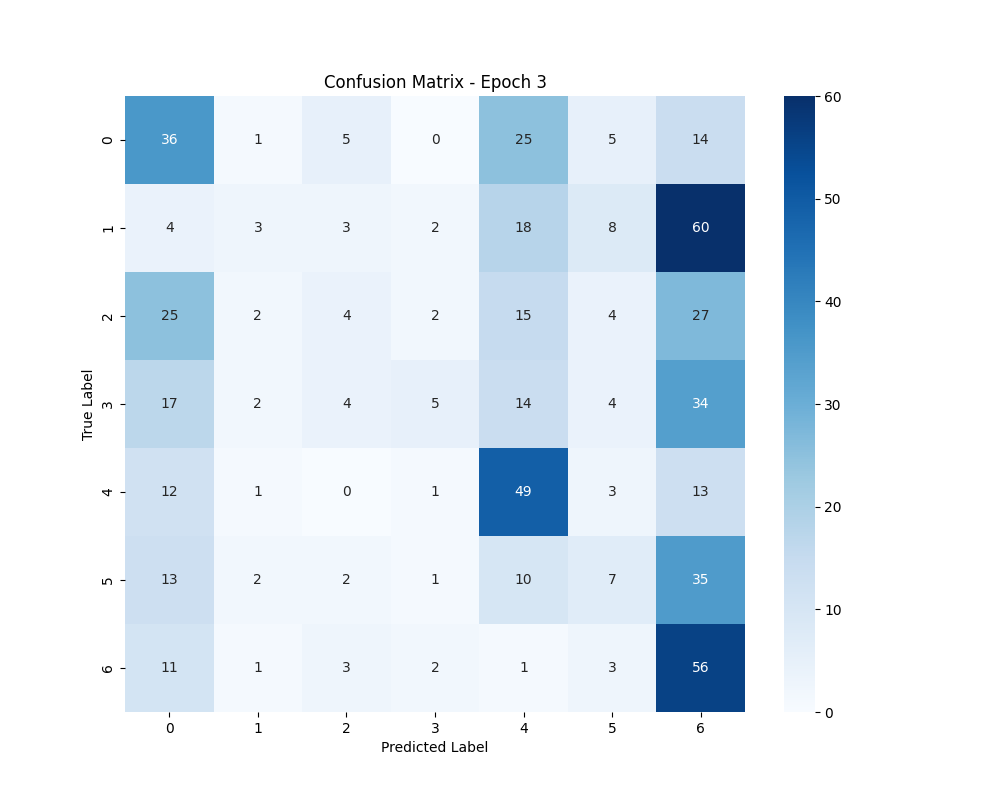 Confusion Matrix - Epoch 3
0 36 1 5 0 25 5 14
1 4 3 3 2 18 8 60
2 25 2 4 2 15 4 27
3 17 2 4 5 14 4 34
4 12 1 0 1 49 3 13
5 13 2 2 1 10 7 35
6 11 1 3 2 1 3 56
0 1 2 3 4 5 6
True Label
Predicted Label
60
50
40
30
20
10
0